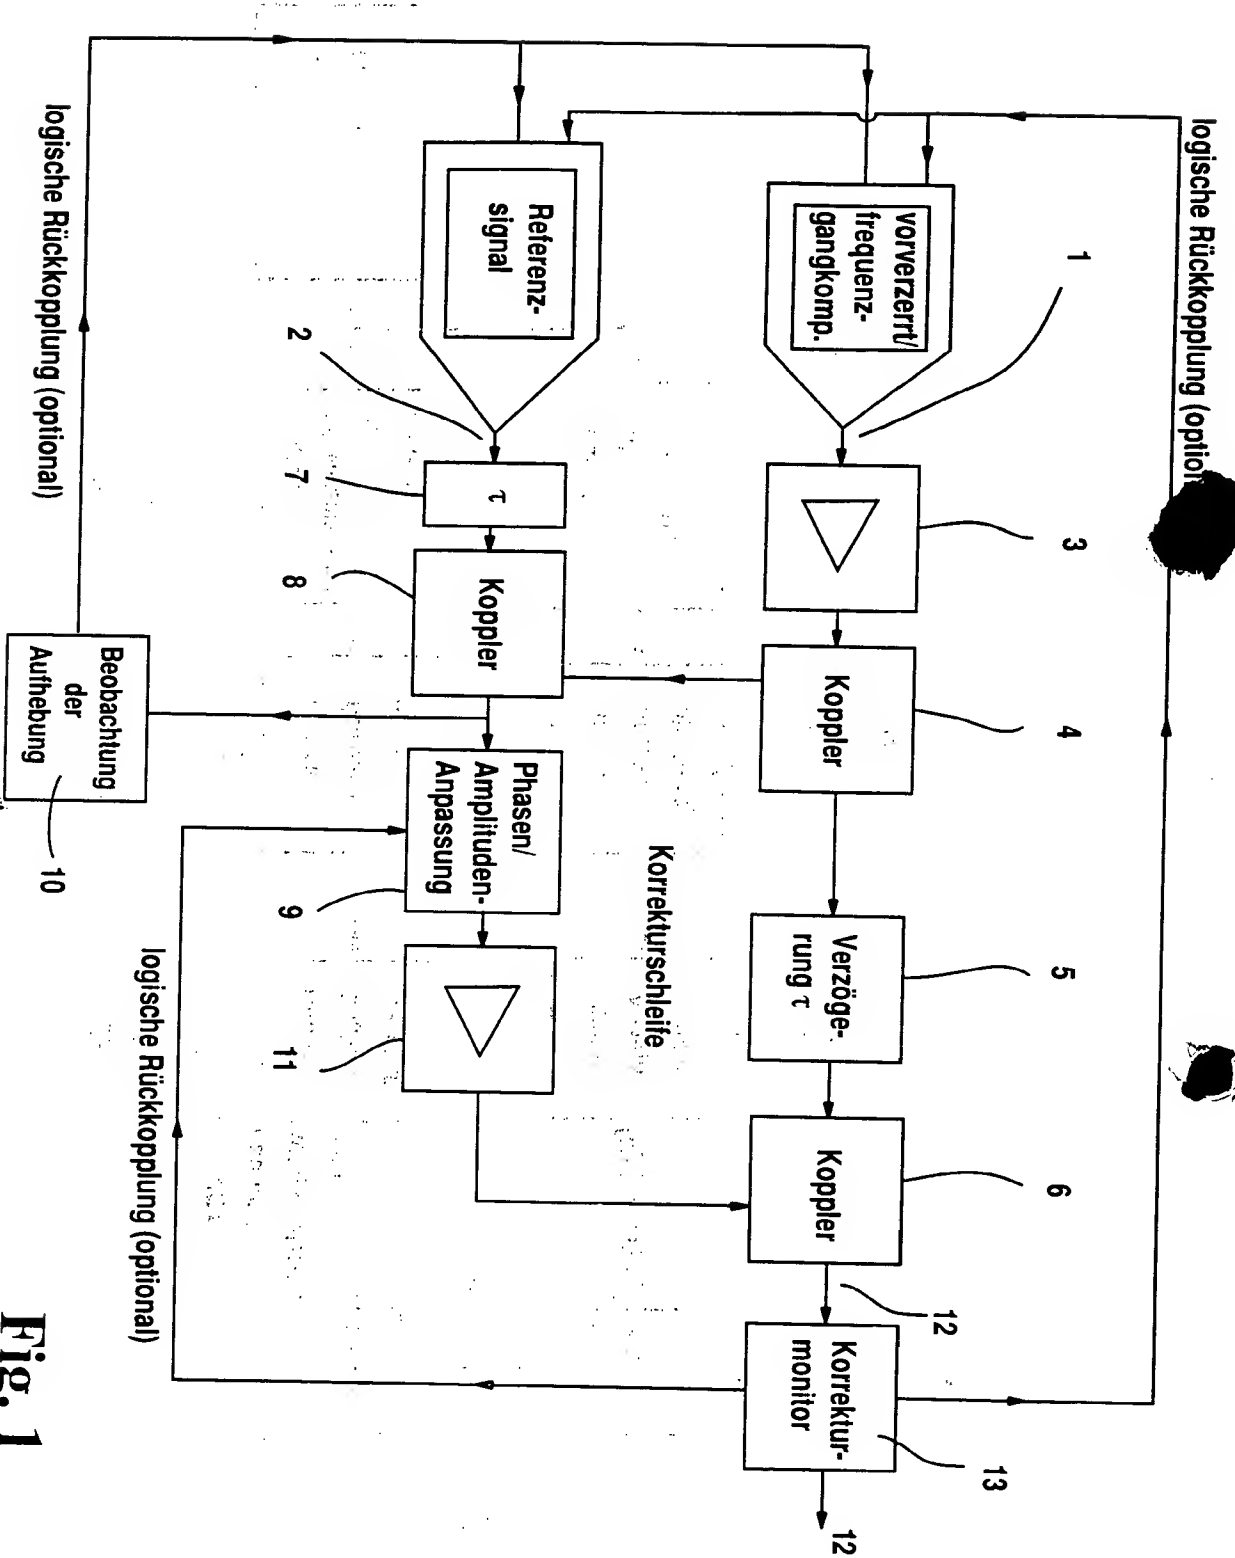 logische Rückkopplung (option
1
3
4
5
6
12
13
12
vorverzerrt/
frequenz-
gangkomp.
Koppler
Verzöge-
rung τ
Koppler
Korrektur-
monitor
Korrekturschleife
Referenz-
signal
τ
Koppler
Phasen/
Amplituden-
Anpassung
2
7
8
9
11
logische Rückkopplung (optional)
Beobachtung
der
Aufhebung
10
logische Rückkopplung (optional)
Fig. 1